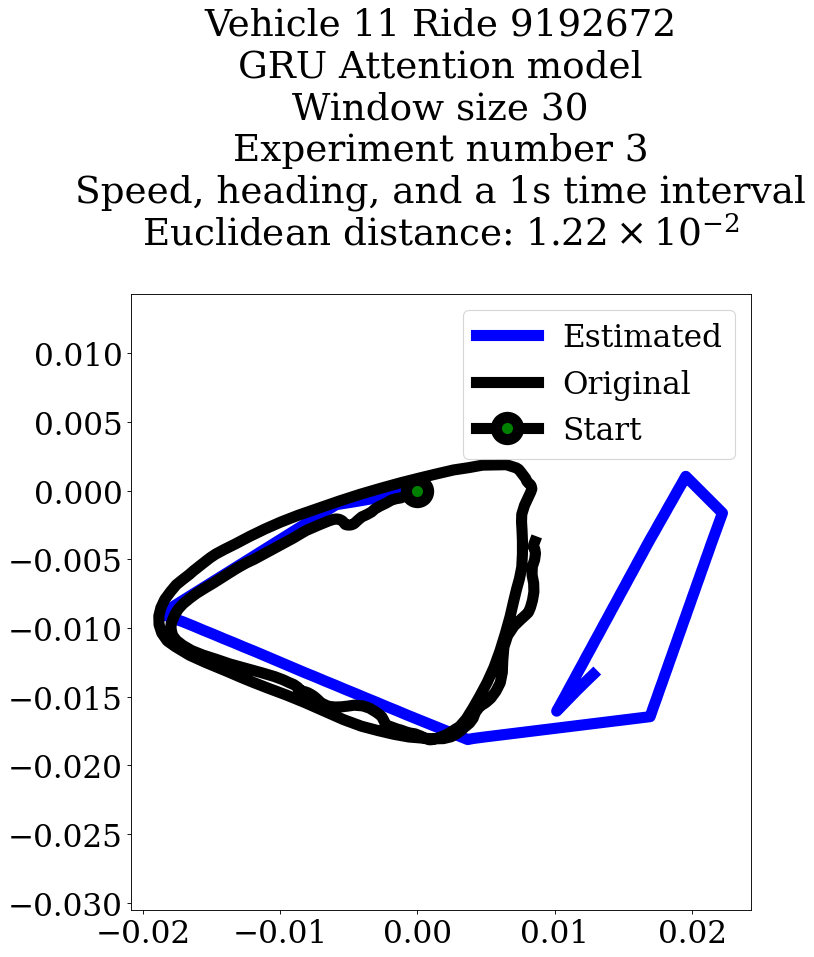 Vehicle 11 Ride 9192672
GRU Attention model
Window size 30
Experiment number 3
Speed, heading, and a 1s time interval
Euclidean distance: 1.22 × 10⁻²
Estimated
Original
Start
0.010
0.005
0.000
−0.005
−0.010
−0.015
−0.020
−0.025
−0.030
−0.02 −0.01 0.00 0.01 0.02